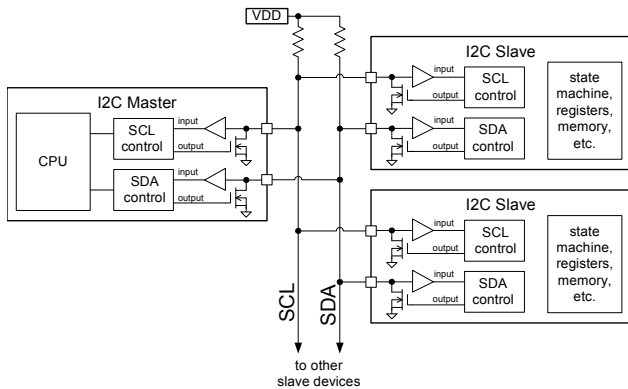 VDD
I2C Master
CPU
SCL
control
input
output
SDA
control
input
output
I2C Slave
input
output
SCL
control
input
output
SDA
control
state
machine,
registers,
memory,
etc.
I2C Slave
input
output
SCL
control
input
output
SDA
control
state
machine,
registers,
memory,
etc.
SCL
SDA
to other
slave devices